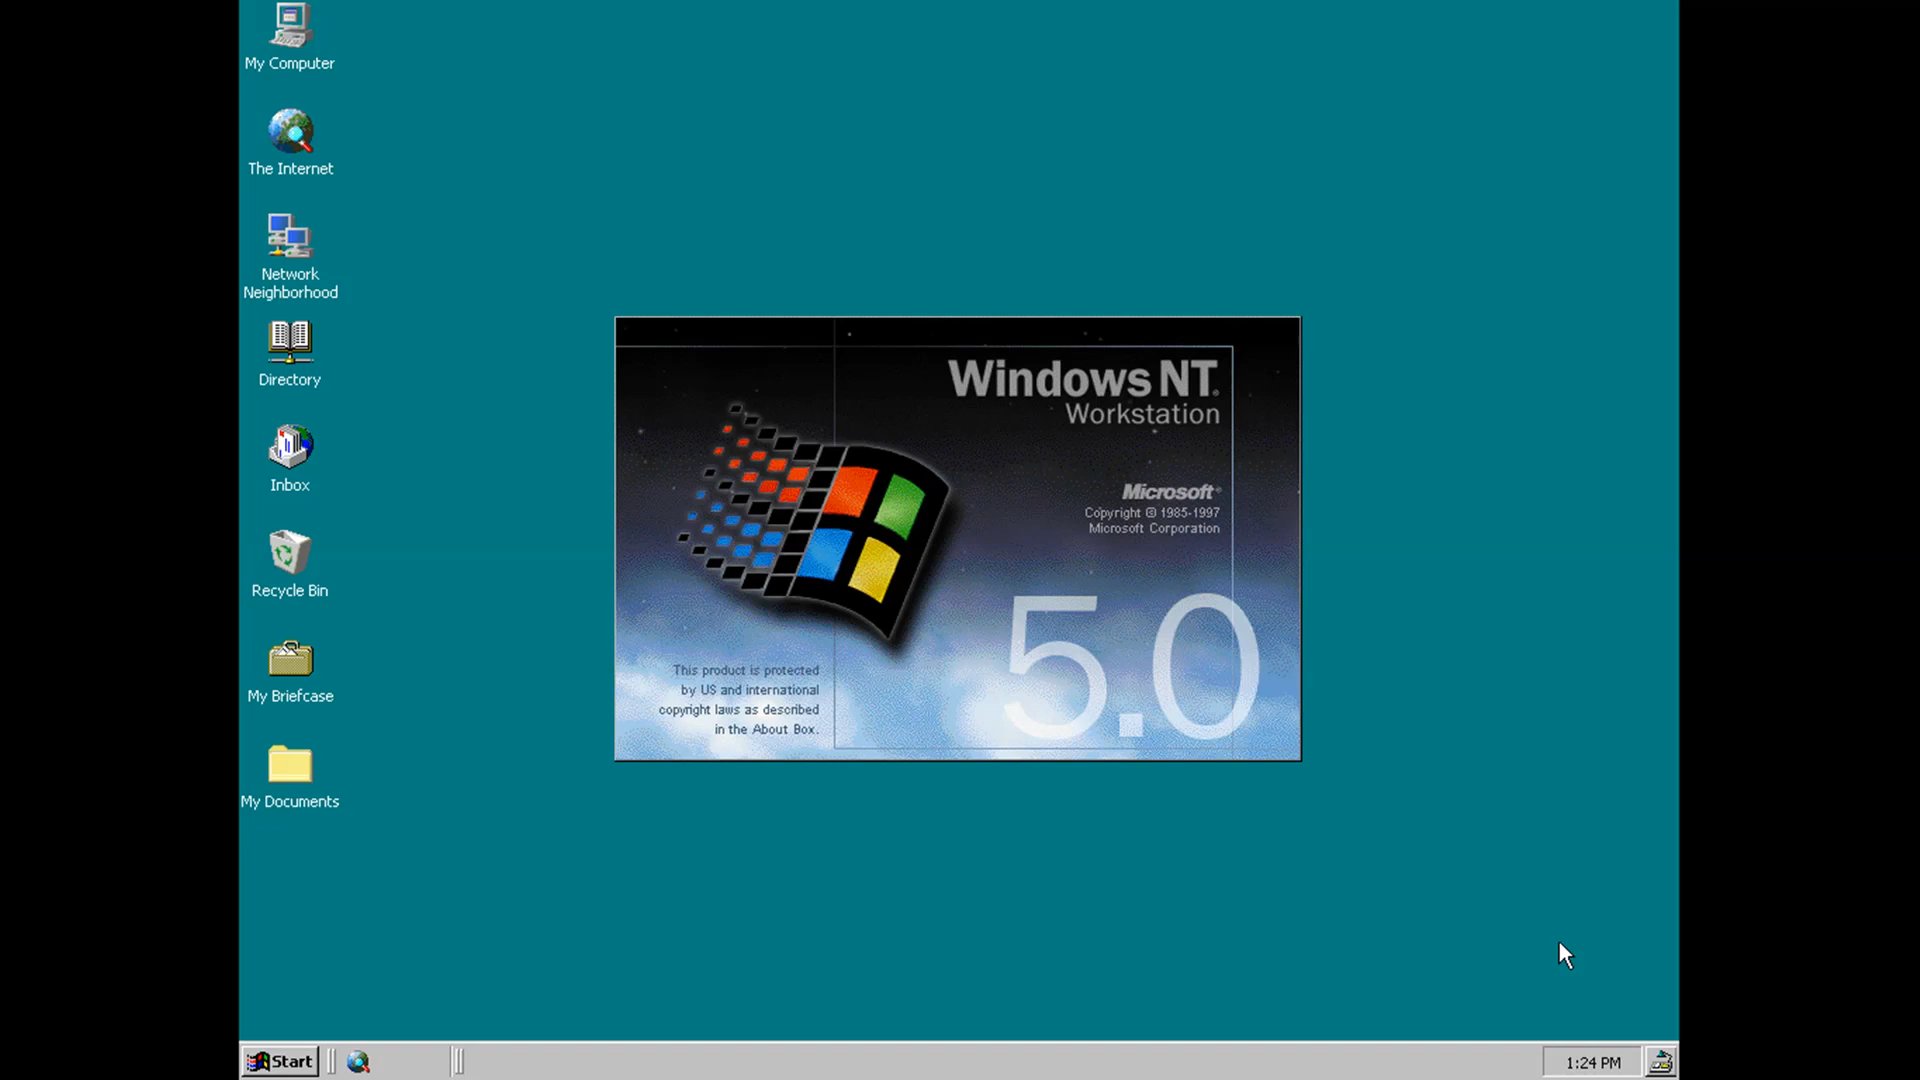 My Computer
The Internet
Network
Neighborhood
Directory
Inbox
Recycle Bin
My Briefcase
My Documents
Windows NT®
Workstation
Microsoft®
Copyright © 1985-1997
Microsoft Corporation
5.0
This product is protected
by US and international
copyright laws as described
in the About Box.
Start
1:24 PM